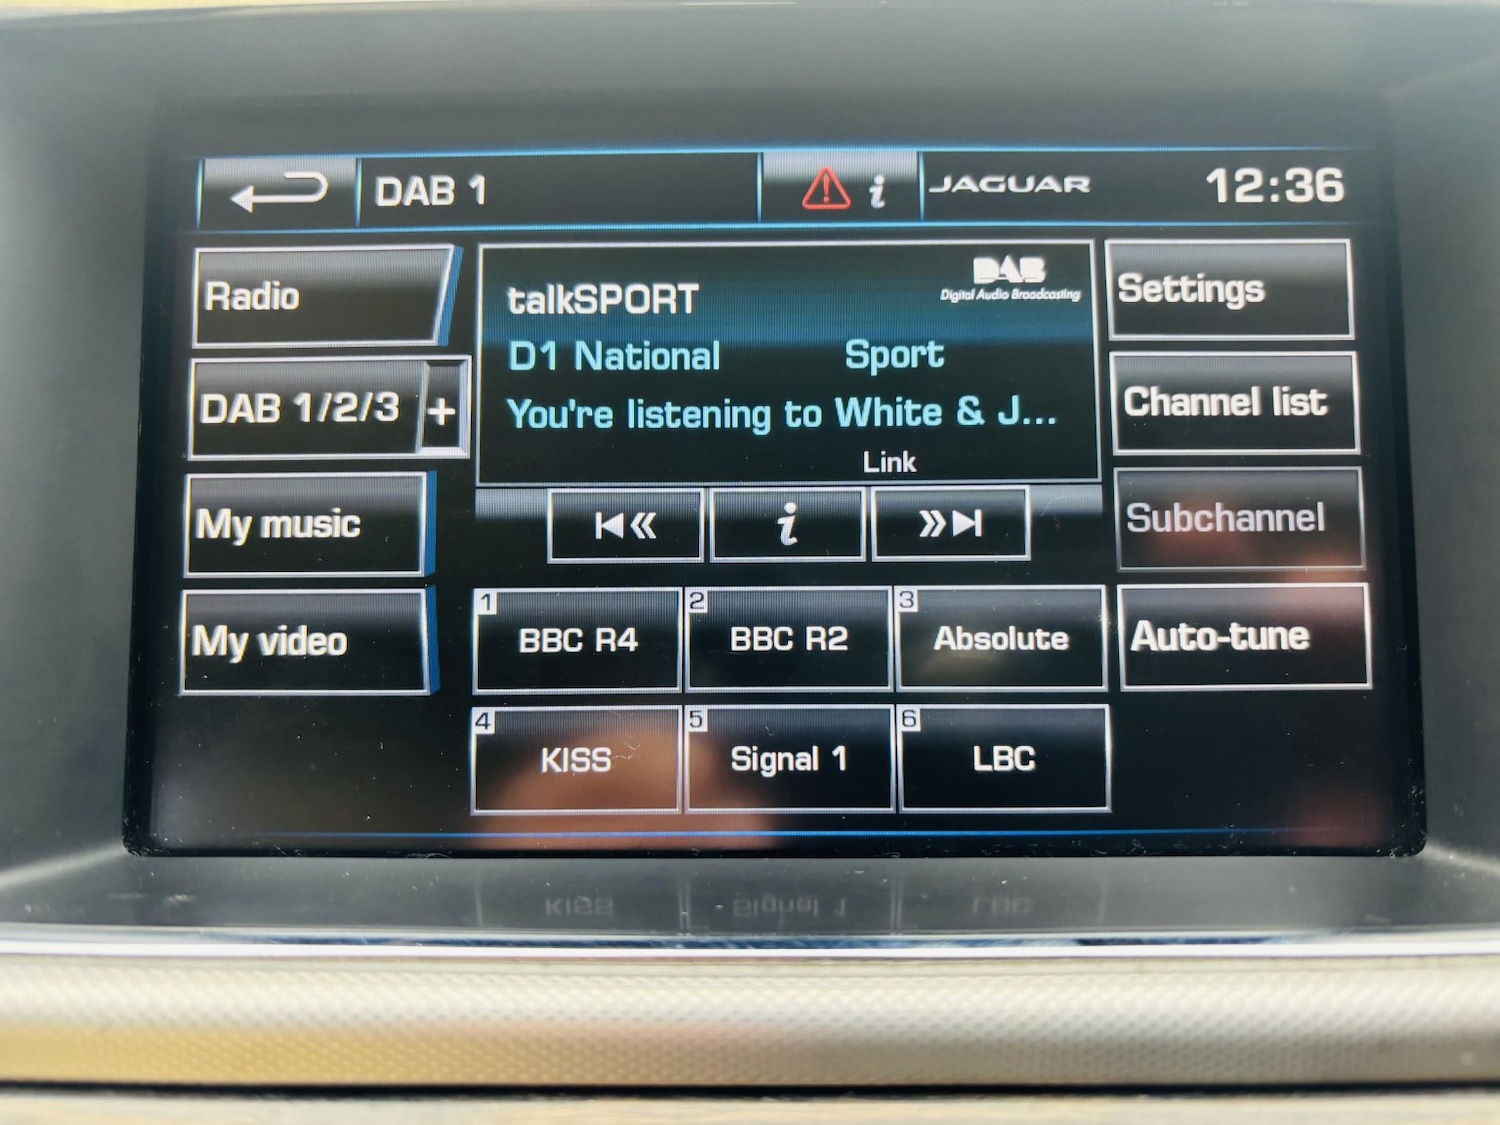 DAB 1
i
JAGUAR
12:36
Radio
DAB 1/2/3 +
My music
My video
talkSPORT
DAB
Digital Audio Broadcasting
D1 National Sport
You're listening to White & J...
Link
i
1 BBC R4
2 BBC R2
3 Absolute
4 KISS
5 Signal 1
6 LBC
Settings
Channel list
Subchannel
Auto-tune